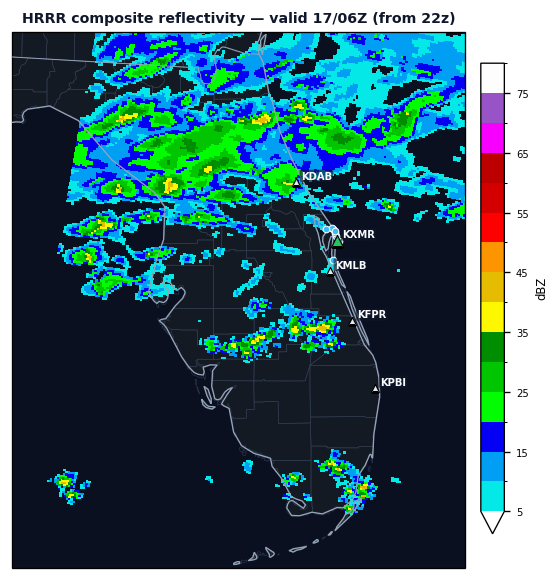 HRRR composite reflectivity — valid 17/06Z (from 22z)
KDAB
KXMR
KMLB
KFPR
KPBI
75
65
55
45
35
25
15
5
dBZ